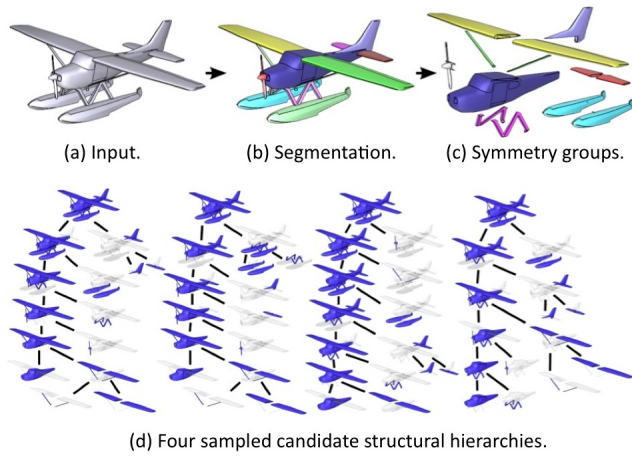 (a) Input.
(b) Segmentation.
(c) Symmetry groups.
(d) Four sampled candidate structural hierarchies.